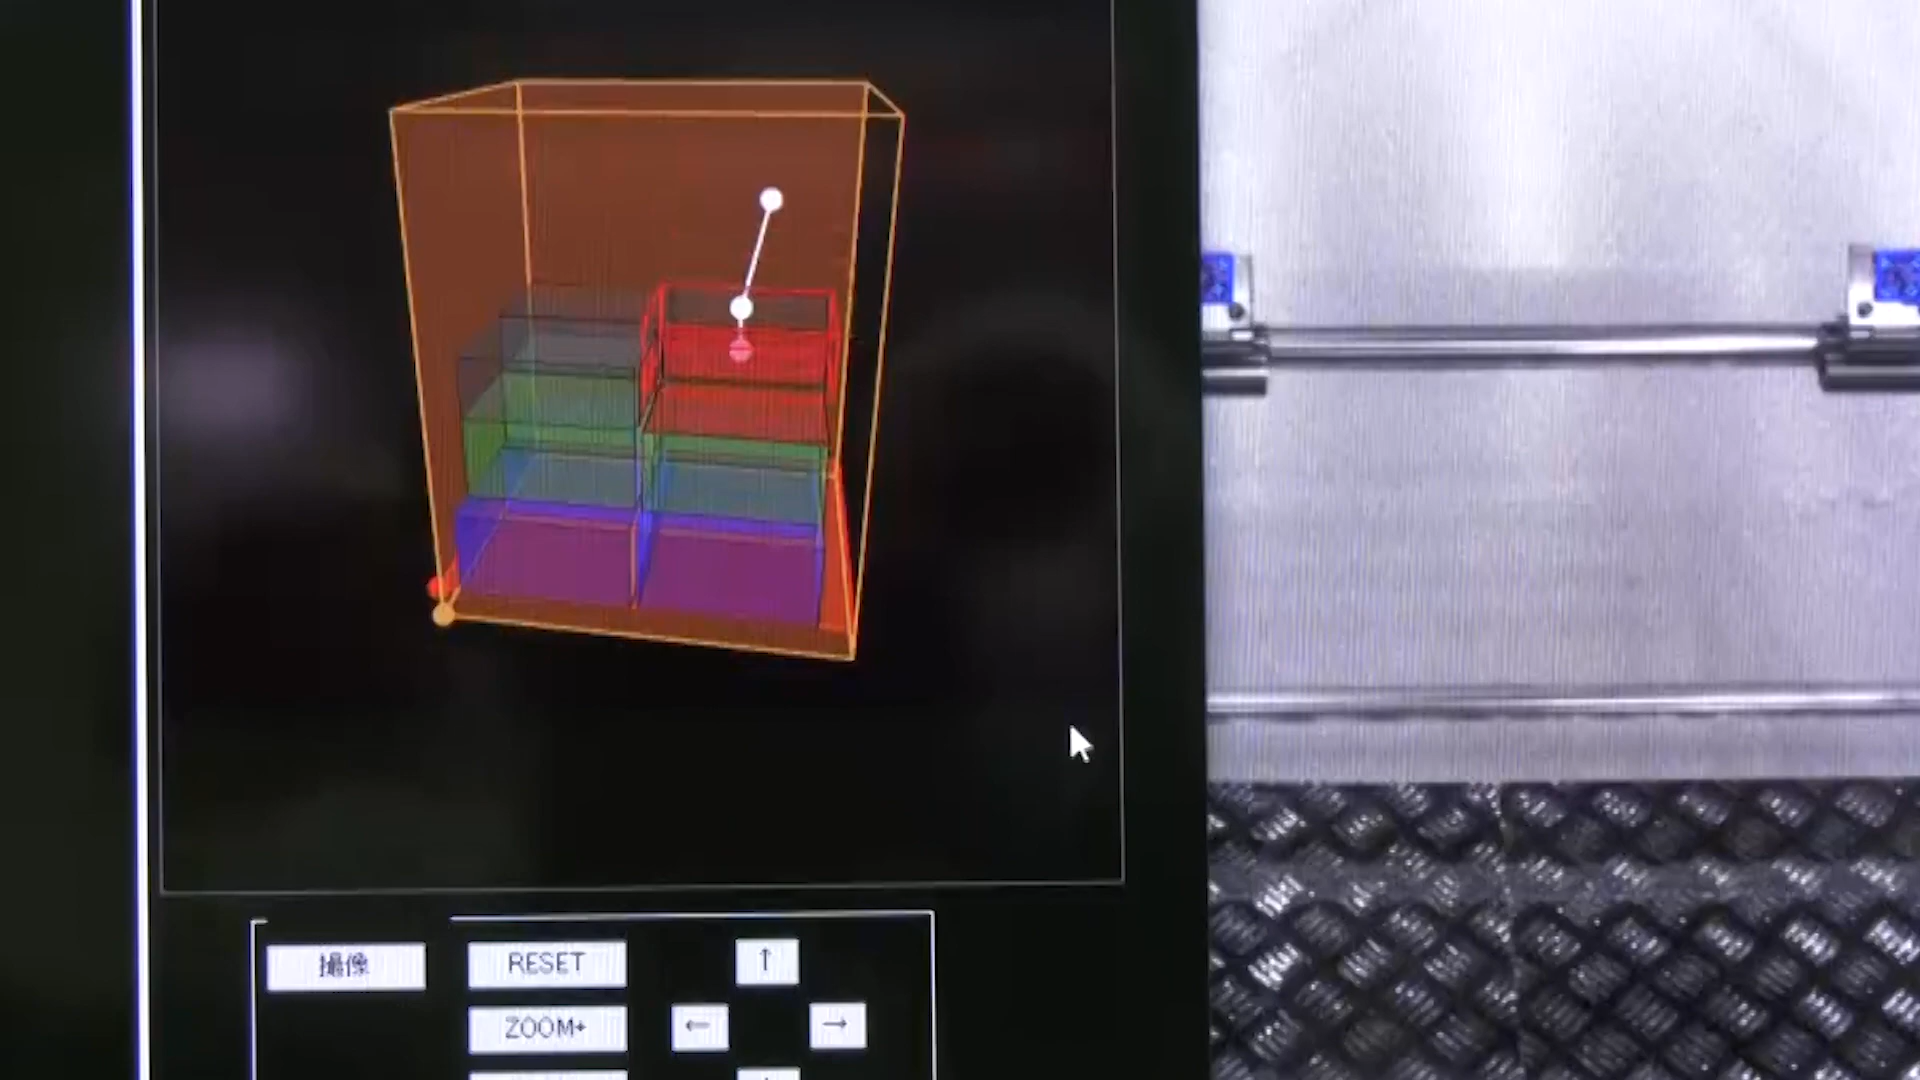 撮像
RESET
↑
ZOOM+
←
→